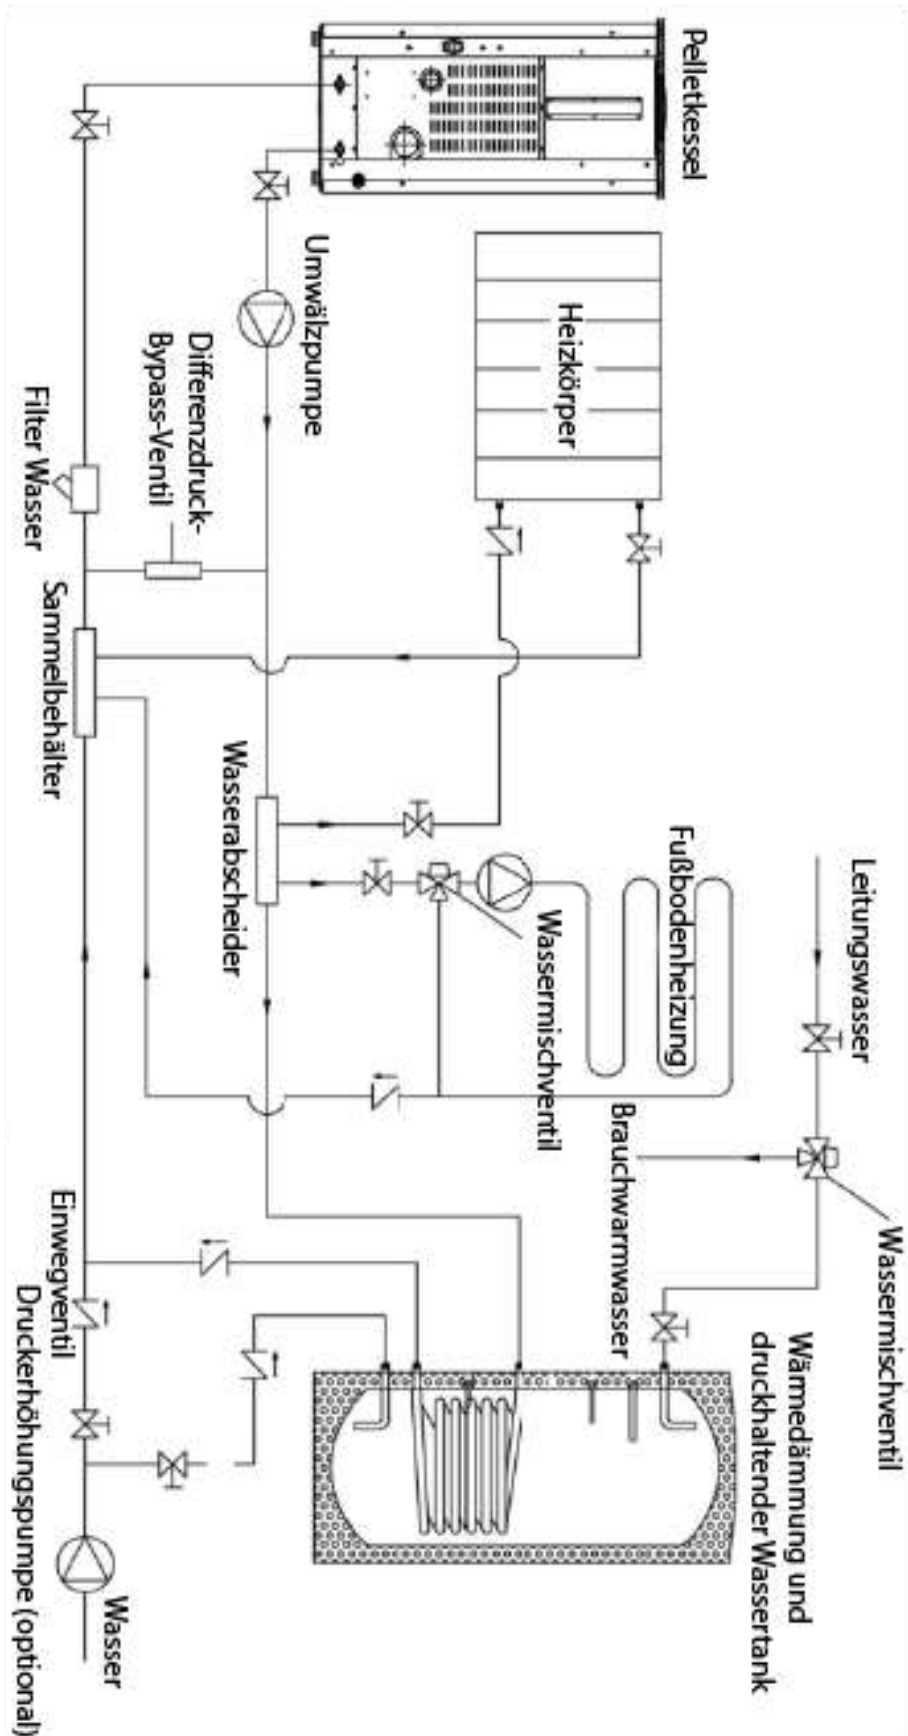 Pelletkessel
Heizkörper
Umwälzpumpe
Differenzdruck-
Bypass-Ventil
Filter Wasser
Sammelbehälter
Wasserabscheider
Wassermischventil
Fußbodenheizung
Leitungswasser
Wassermischventil
Brauchwarmwasser
Wärmedämmung und
druckhaltender Wassertank
Einwegventil
Druckerhöhungspumpe (optional)
Wasser